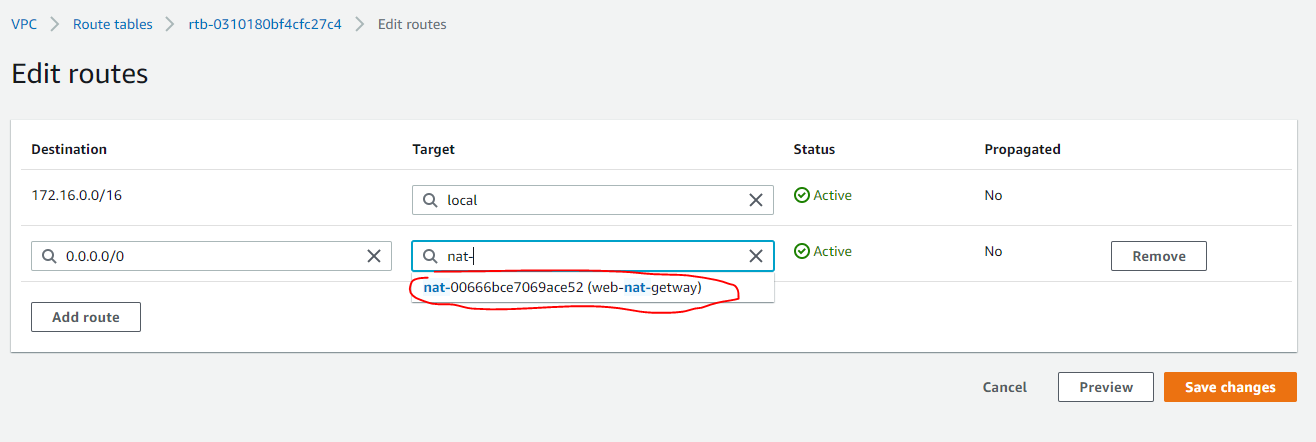 VPC > Route tables > rtb-0310180bf4cfc27c4 > Edit routes
Edit routes
Destination Target Status Propagated
172.16.0.0/16 local Active No
0.0.0.0/0 nat- Active No Remove
nat-00666bce7069ace52 (web-nat-getway)
Add route
Cancel Preview Save changes